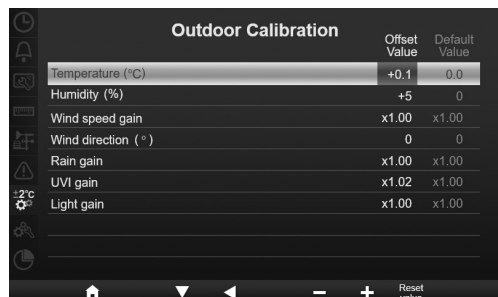 Outdoor Calibration
Offset Value
Default Value
Temperature (°C) +0.1 0.0
Humidity (%) +5 0
Wind speed gain x1.00 x1.00
Wind direction (°) 0 0
Rain gain x1.00 x1.00
UVI gain x1.02 x1.00
Light gain x1.00 x1.00
±2°C
Reset
value